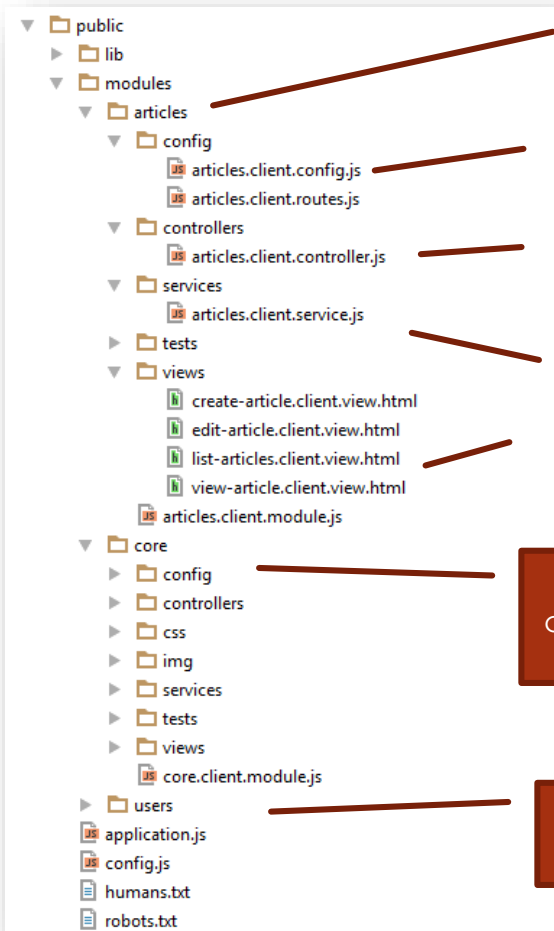 public
lib
modules
articles
config
articles.client.config.js
articles.client.routes.js
controllers
articles.client.controller.js
services
articles.client.service.js
tests
views
create-article.client.view.html
edit-article.client.view.html
list-articles.client.view.html
view-article.client.view.html
articles.client.module.js
core
config
controllers
css
img
services
tests
views
core.client.module.js
users
application.js
config.js
humans.txt
robots.txt